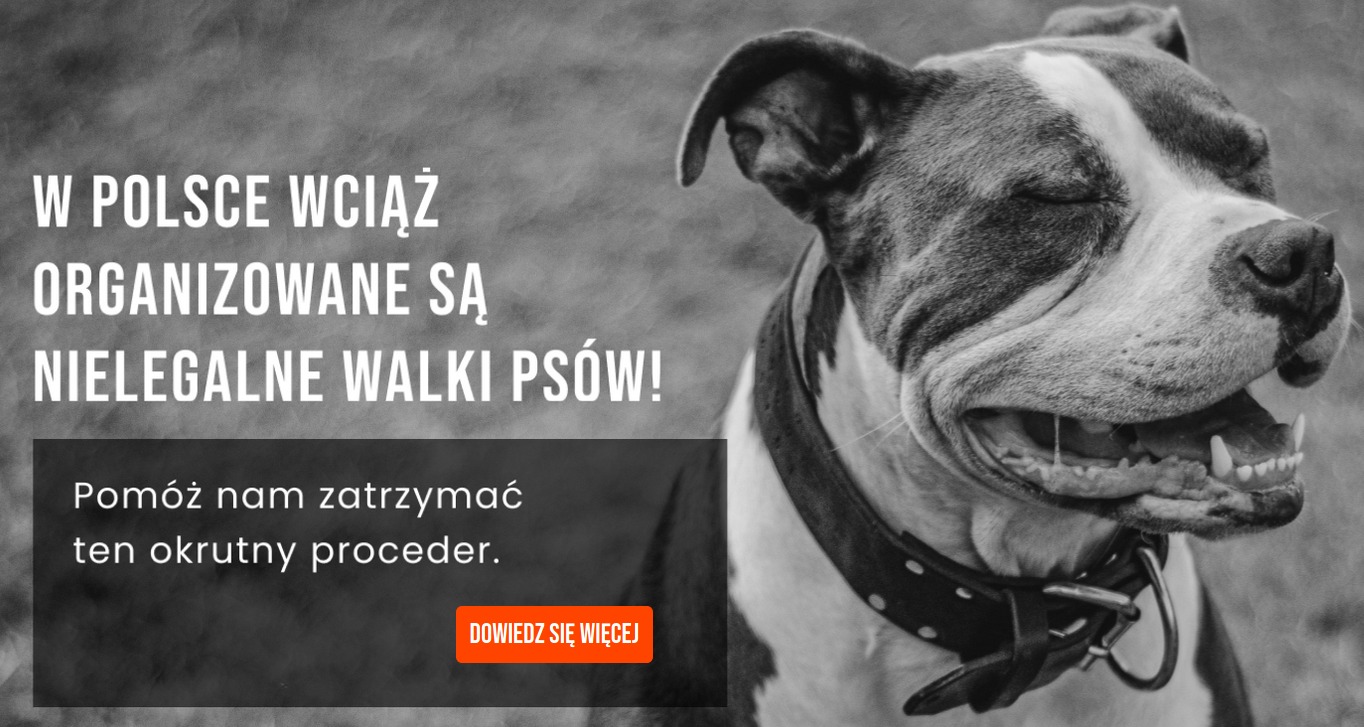 W POLSCE WCIĄŻ
ORGANIZOWANE SĄ
NIELEGALNE WALKI PSÓW!
Pomóż nam zatrzymać
ten okrutny proceder.
DOWIEDZ SIĘ WIĘCEJ